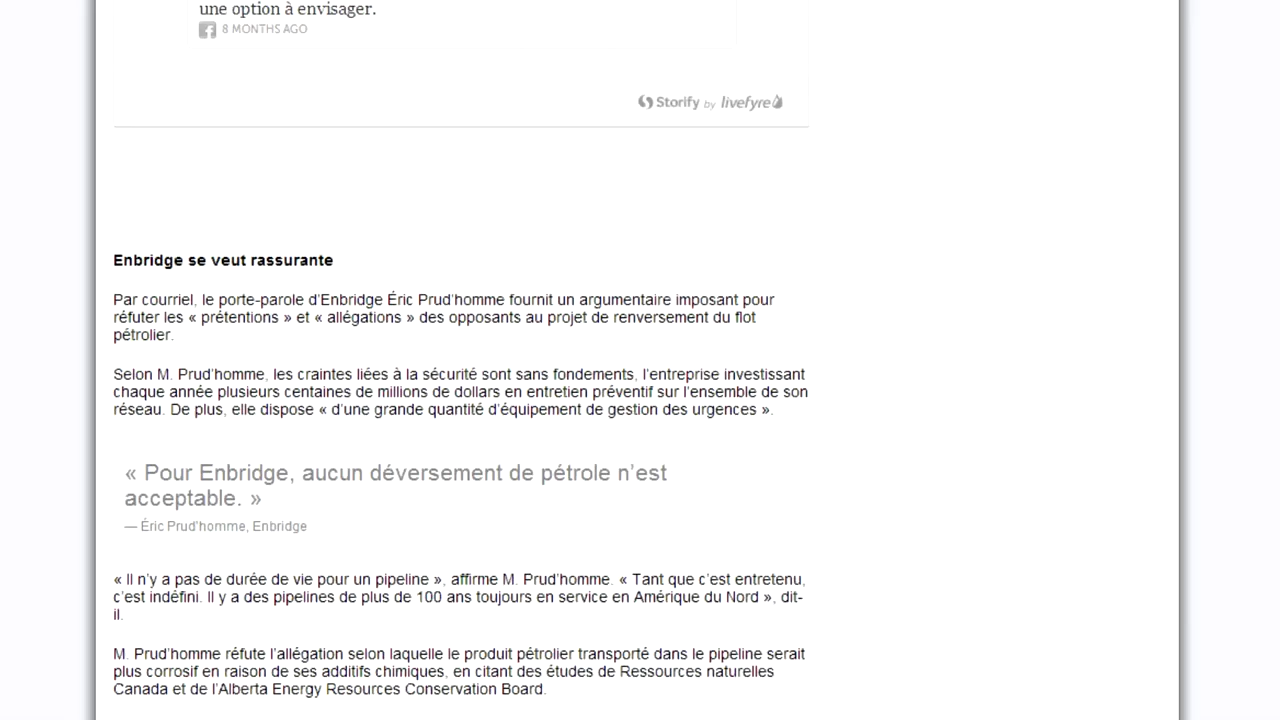 une option à envisager.
8 MONTHS AGO
Storify by livefyre
Enbridge se veut rassurante
Par courriel, le porte-parole d'Enbridge Éric Prud'homme fournit un argumentaire imposant pour
réfuter les « prétentions » et « allégations » des opposants au projet de renversement du flot
pétrolier.
Selon M. Prud'homme, les craintes liées à la sécurité sont sans fondements, l'entreprise investissant
chaque année plusieurs centaines de millions de dollars en entretien préventif sur l'ensemble de son
réseau. De plus, elle dispose « d'une grande quantité d'équipement de gestion des urgences ».
« Pour Enbridge, aucun déversement de pétrole n'est
acceptable. »
— Éric Prud'homme, Enbridge
« Il n'y a pas de durée de vie pour un pipeline », affirme M. Prud'homme. « Tant que c'est entretenu,
c'est indéfini. Il y a des pipelines de plus de 100 ans toujours en service en Amérique du Nord », dit-
il.
M. Prud'homme réfute l'allégation selon laquelle le produit pétrolier transporté dans le pipeline serait
plus corrosif en raison de ses additifs chimiques, en citant des études de Ressources naturelles
Canada et de l'Alberta Energy Resources Conservation Board.